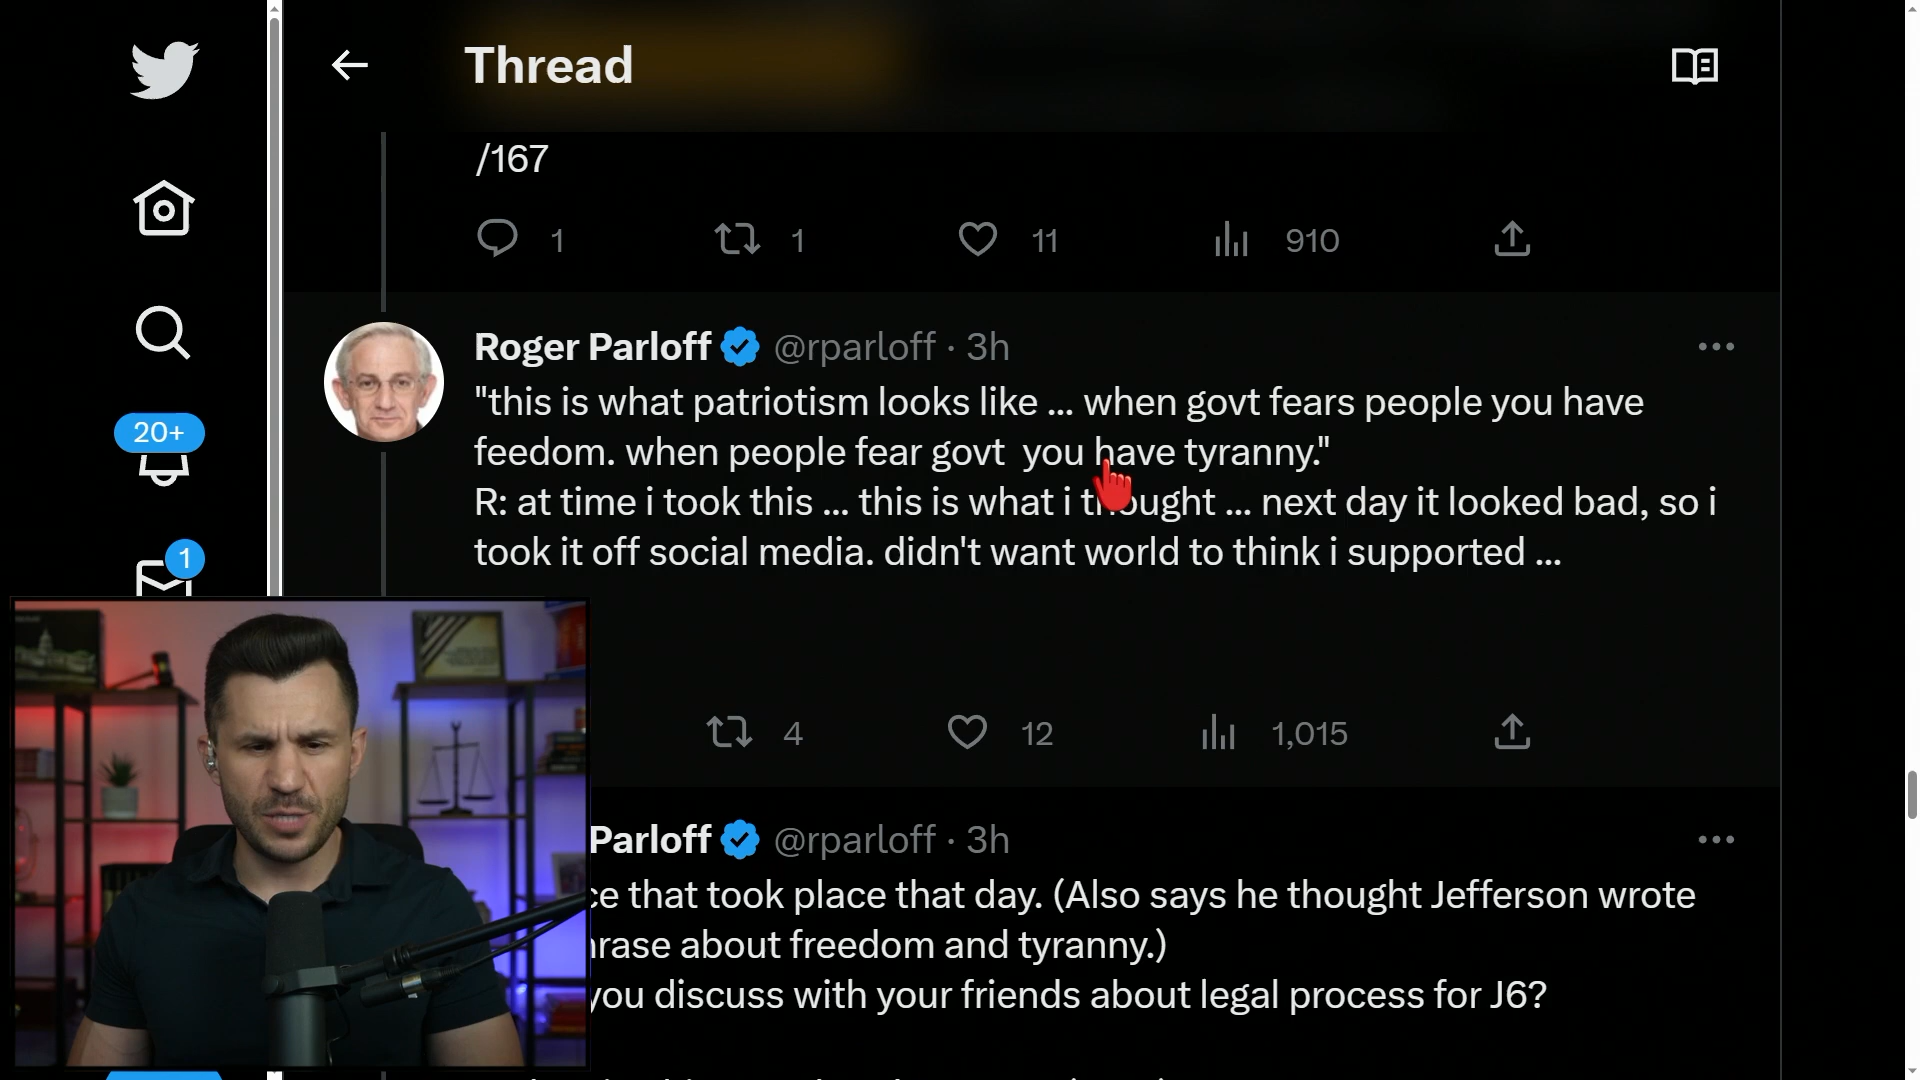 Thread
/167
1 1 11 910
Roger Parloff @rparloff · 3h
"this is what patriotism looks like ... when govt fears people you have
feedom. when people fear govt  you have tyranny."
R: at time i took this ... this is what i thought ... next day it looked bad, so i
took it off social media. didn't want world to think i supported ...
20+
1
4 12 1,015
Parloff @rparloff · 3h
that took place that day. (Also says he thought Jefferson wrote
about freedom and tyranny.)
you discuss with your friends about legal process for J6?